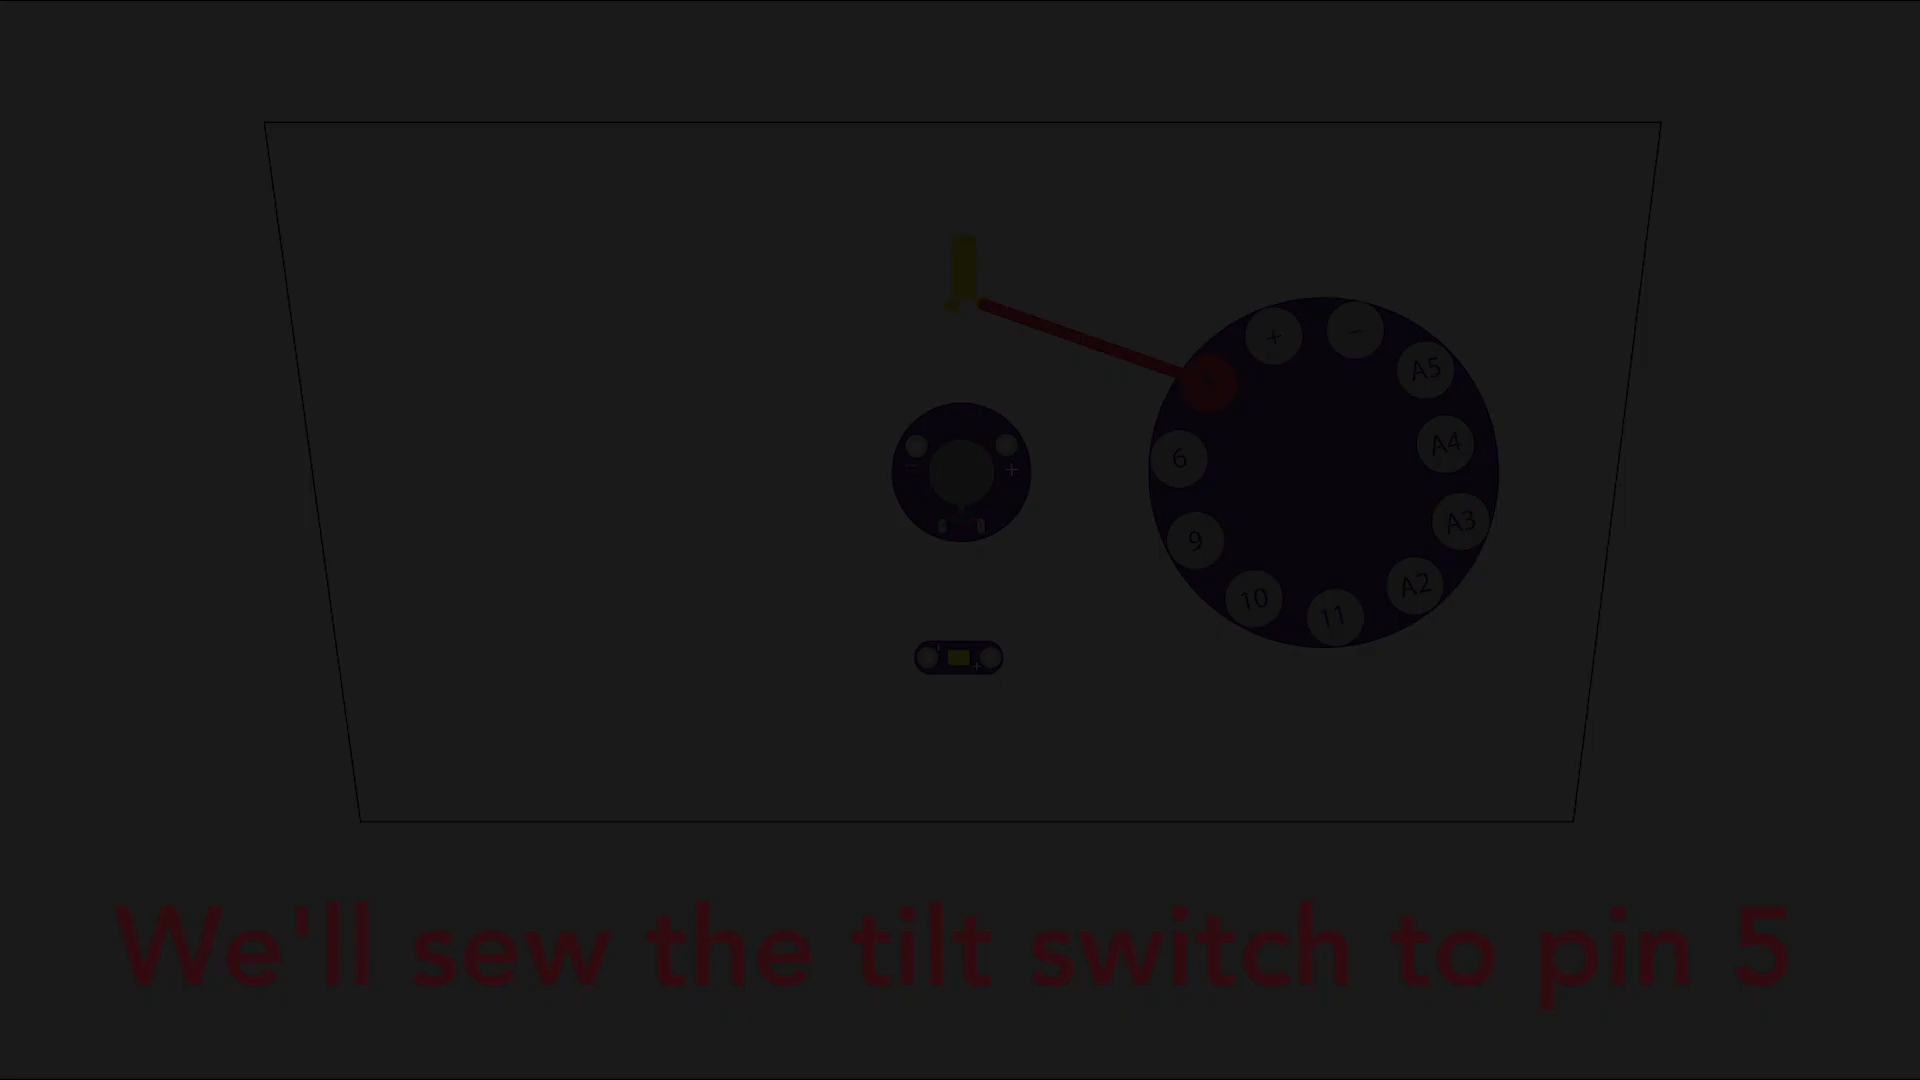 +
−
A5
A4
6
− +
A3
9
A2
10
11
+
We'll sew the tilt switch to pin 5